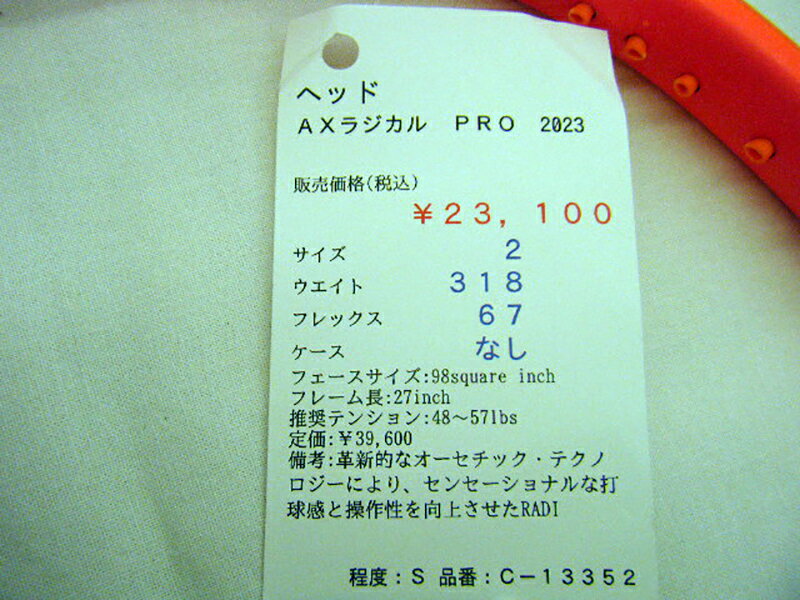 ヘッド
ＡＸラジカル　ＰＲＯ　2023
販売価格(税込)
￥２３，１００
サイズ　２
ウエイト　３１８
フレックス　６７
ケース　なし
フェースサイズ:98square inch
フレーム長:27inch
推奨テンション:48～57lbs
定価:￥39,600
備考:革新的なオーセチック・テクノ
ロジーにより、センセーショナルな打
球感と操作性を向上させたRADI
程度：Ｓ 品番：Ｃ－１３３５２